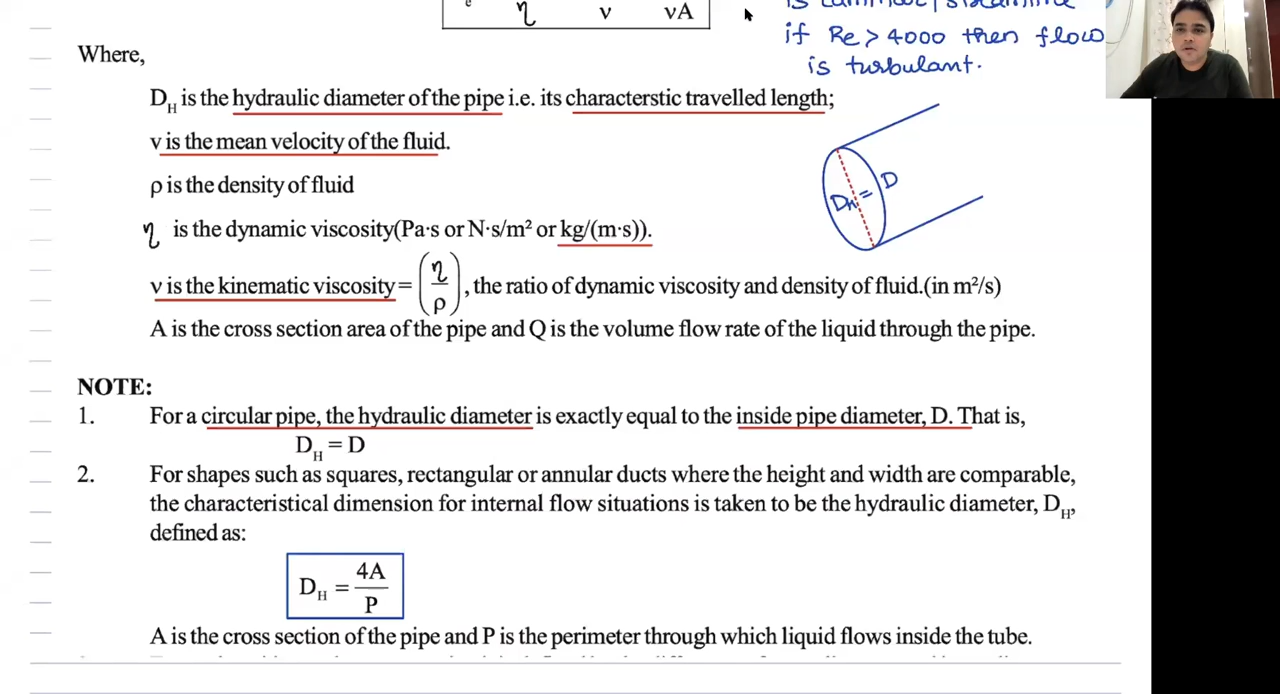 e η ν νA
if Re > 4000 then flow
is turbulant.
Where,
D_H is the hydraulic diameter of the pipe i.e. its characterstic travelled length;
v is the mean velocity of the fluid.
ρ is the density of fluid
η is the dynamic viscosity(Pa·s or N·s/m² or kg/(m·s)).
ν is the kinematic viscosity = (η/ρ), the ratio of dynamic viscosity and density of fluid.(in m²/s)
D_H = D
A is the cross section area of the pipe and Q is the volume flow rate of the liquid through the pipe.
NOTE:
1. For a circular pipe, the hydraulic diameter is exactly equal to the inside pipe diameter, D. That is,
D_H = D
2. For shapes such as squares, rectangular or annular ducts where the height and width are comparable,
the characteristical dimension for internal flow situations is taken to be the hydraulic diameter, D_H,
defined as:
D_H = 4A/P
A is the cross section of the pipe and P is the perimeter through which liquid flows inside the tube.